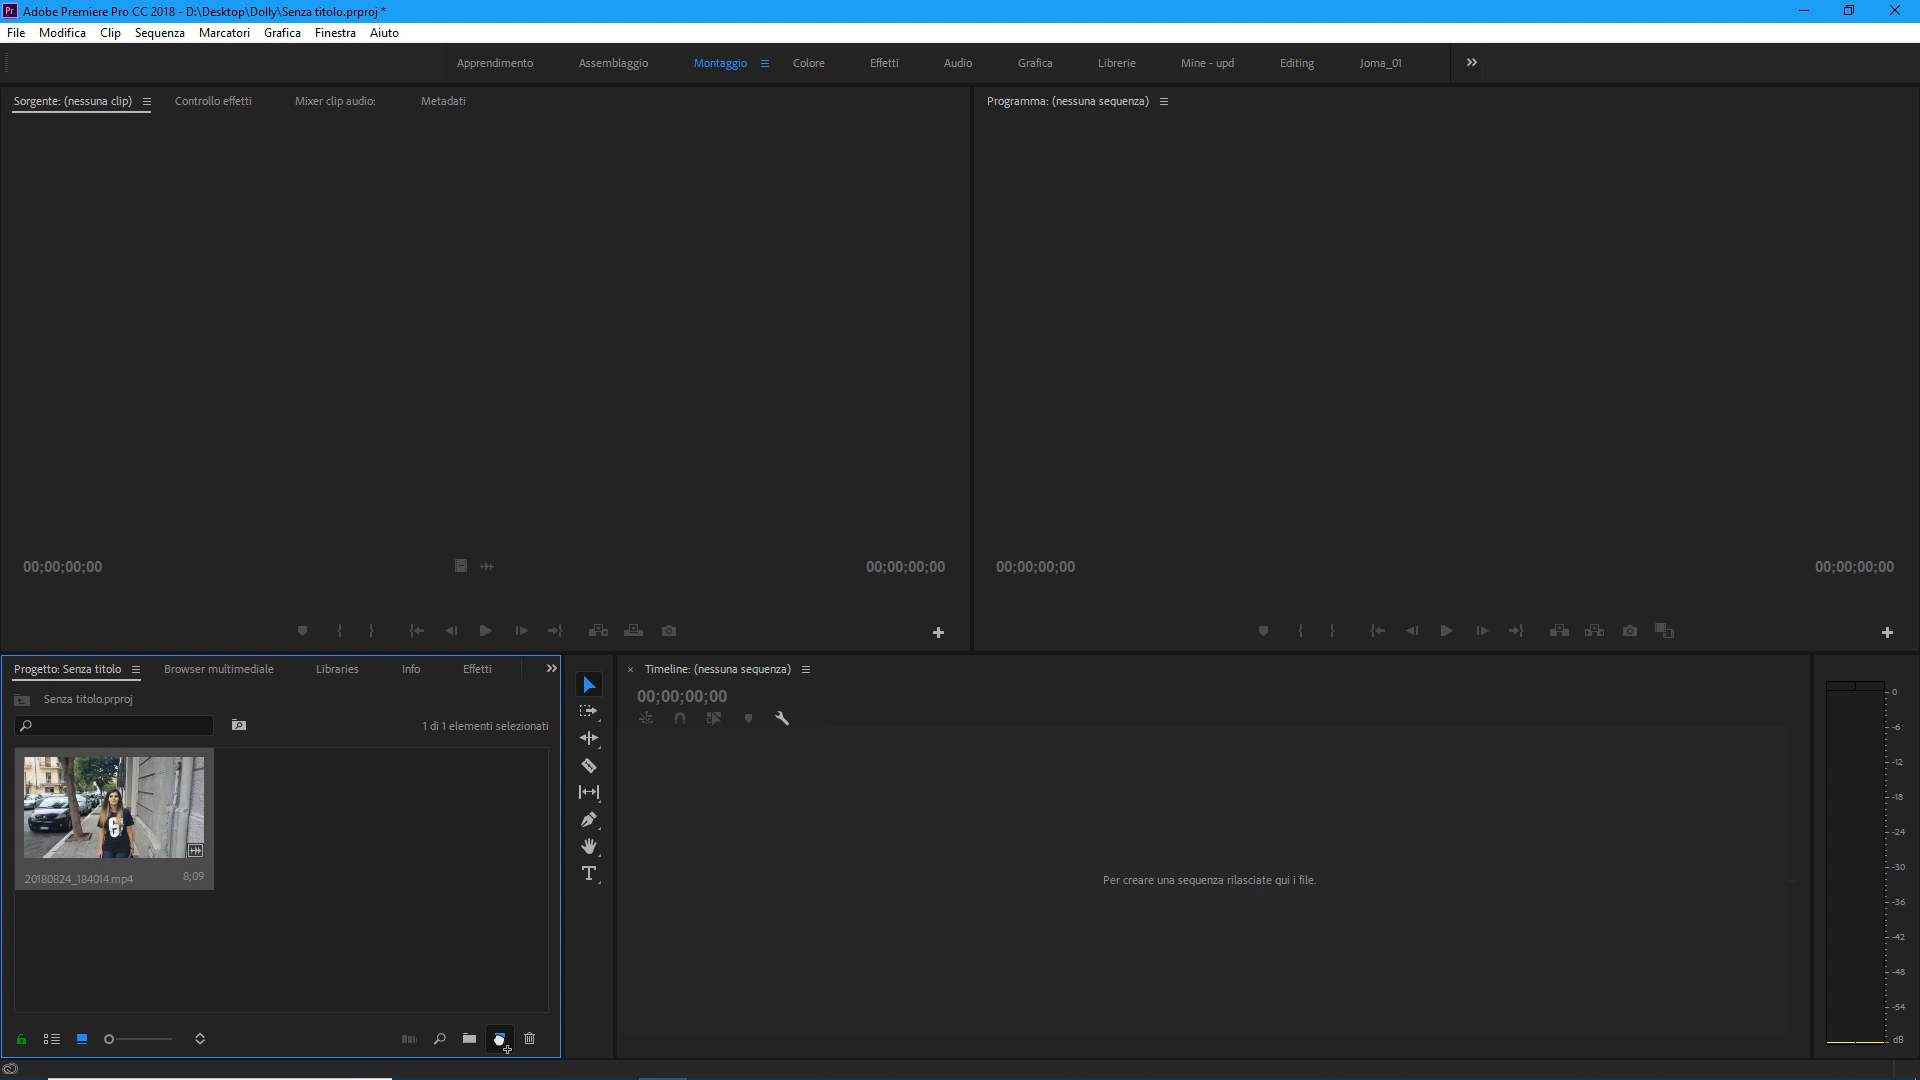 Adobe Premiere Pro CC 2018 - D:\Desktop\Dolly\Senza titolo.prproj *
File Modifica Clip Sequenza Marcatori Grafica Finestra Aiuto
Apprendimento Assemblaggio Montaggio Colore Effetti Audio Grafica Librerie Mine - upd Editing Joma_01
Sorgente: (nessuna clip) Controllo effetti Mixer clip audio: Metadati
Programma: (nessuna sequenza)
00;00;00;00 00;00;00;00
00;00;00;00 00;00;00;00
Progetto: Senza titolo Browser multimediale Libraries Info Effetti
Senza titolo.prproj
1 di 1 elementi selezionati
20180824_184014.mp4 8;09
Timeline: (nessuna sequenza)
00;00;00;00
Per creare una sequenza rilasciate qui i file.
0
-6
-12
-18
-24
-30
-36
-42
-48
-54
dB